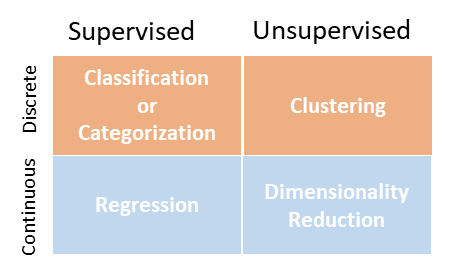 Supervised Unsupervised
Discrete
Classification
or
Categorization
Clustering
Continuous
Regression
Dimensionality
Reduction